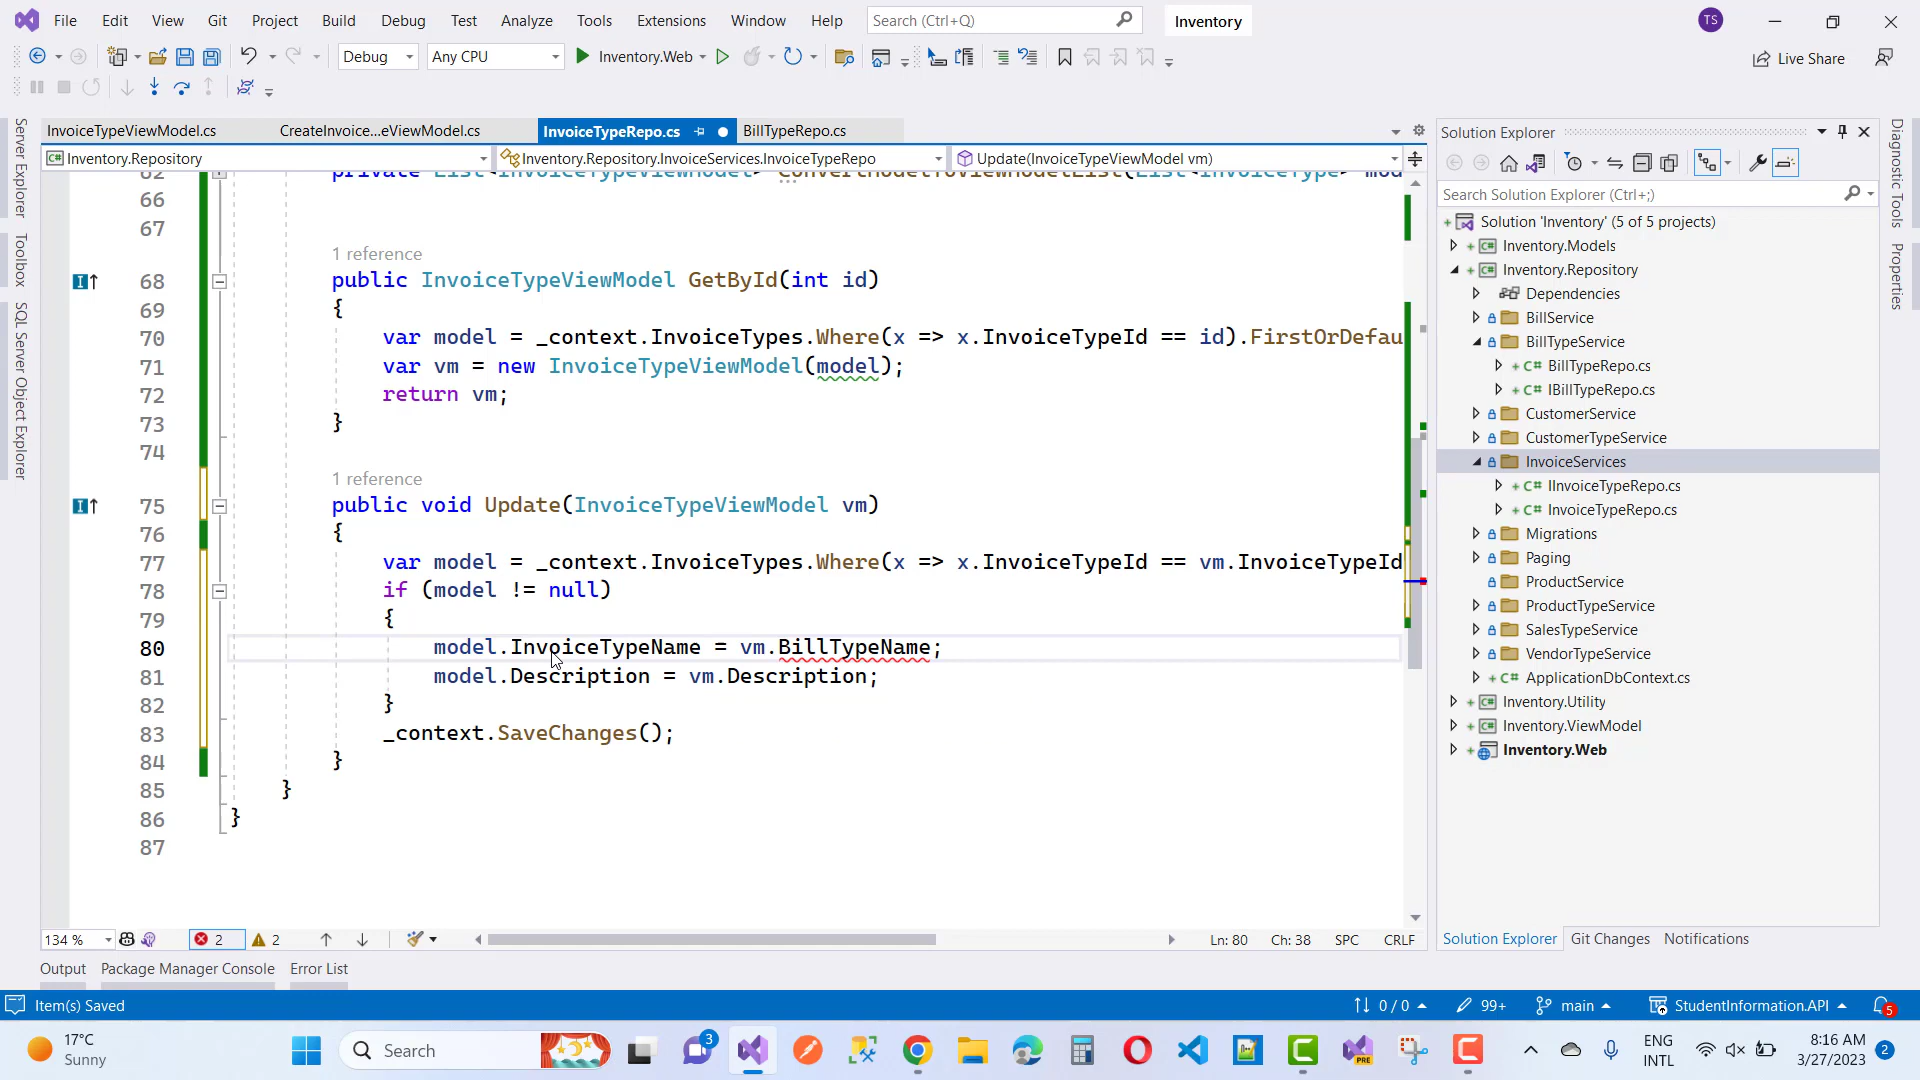 File Edit View Git Project Build Debug Test Analyze Tools Extensions Window Help Search (Ctrl+Q) Inventory TS
Debug Any CPU Inventory.Web Live Share
InvoiceTypeViewModel.cs CreateInvoice...eViewModel.cs InvoiceTypeRepo.cs BillTypeRepo.cs
Inventory.Repository Inventory.Repository.InvoiceServices.InvoiceTypeRepo Update(InvoiceTypeViewModel vm)
Server Explorer
Toolbox
SQL Server Object Explorer
66
67
1 reference
68 public InvoiceTypeViewModel GetById(int id)
69 {
70 var model = _context.InvoiceTypes.Where(x => x.InvoiceTypeId == id).FirstOrDefau
71 var vm = new InvoiceTypeViewModel(model);
72 return vm;
73 }
74
1 reference
75 public void Update(InvoiceTypeViewModel vm)
76 {
77 var model = _context.InvoiceTypes.Where(x => x.InvoiceTypeId == vm.InvoiceTypeId
78 if (model != null)
79 {
80 model.InvoiceTypeName = vm.BillTypeName;
81 model.Description = vm.Description;
82 }
83 _context.SaveChanges();
84 }
85 }
86 }
87
134 % 2 2 Ln: 80 Ch: 38 SPC CRLF
Output Package Manager Console Error List
Solution Explorer
Search Solution Explorer (Ctrl+;)
Solution 'Inventory' (5 of 5 projects)
Inventory.Models
Inventory.Repository
Dependencies
BillService
BillTypeService
C# BillTypeRepo.cs
C# IBillTypeRepo.cs
CustomerService
CustomerTypeService
InvoiceServices
C# IInvoiceTypeRepo.cs
C# InvoiceTypeRepo.cs
Migrations
Paging
ProductService
ProductTypeService
SalesTypeService
VendorTypeService
C# ApplicationDbContext.cs
Inventory.Utility
Inventory.ViewModel
Inventory.Web
Solution Explorer Git Changes Notifications
Diagnostic Tools
Properties
Item(s) Saved 0 / 0 99+ main StudentInformation.API 5
17°C
Sunny
Search
3
PRE
ENG
INTL
8:16 AM
3/27/2023
2